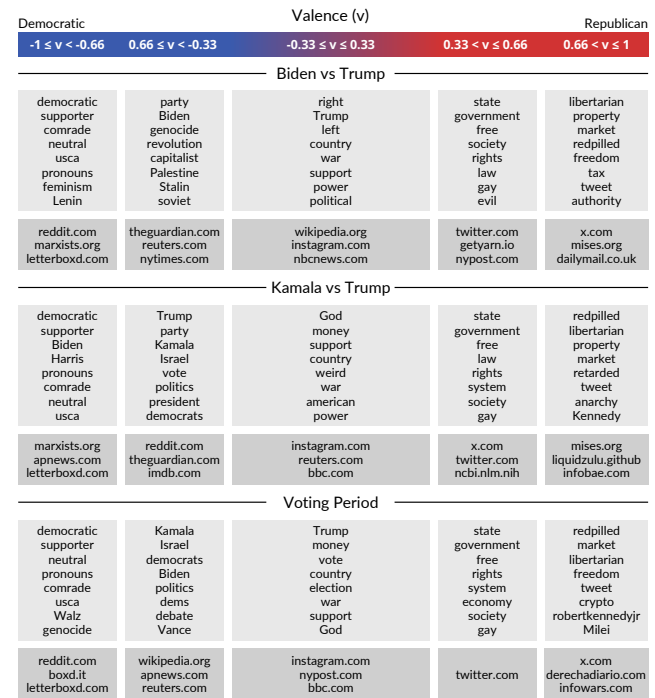 Valence (v)
Democratic
Republican
-1 ≤ v < -0.66
0.66 ≤ v < -0.33
-0.33 ≤ v ≤ 0.33
0.33 < v ≤ 0.66
0.66 < v ≤ 1
Biden vs Trump
democratic
supporter
comrade
neutral
usca
pronouns
feminism
Lenin
party
Biden
genocide
revolution
capitalist
Palestine
Stalin
soviet
right
Trump
left
country
war
support
power
political
state
government
free
society
rights
law
gay
evil
libertarian
property
market
redpilled
freedom
tax
tweet
authority
reddit.com
marxists.org
letterboxd.com
theguardian.com
reuters.com
nytimes.com
wikipedia.org
instagram.com
nbcnews.com
twitter.com
getyarn.io
nypost.com
x.com
mises.org
dailymail.co.uk
Kamala vs Trump
democratic
supporter
Biden
Harris
pronouns
comrade
neutral
usca
Trump
party
Kamala
Israel
vote
politics
president
democrats
God
money
support
country
weird
war
american
power
state
government
free
law
rights
system
society
gay
redpilled
libertarian
property
market
retarded
tweet
anarchy
Kennedy
marxists.org
apnews.com
letterboxd.com
reddit.com
theguardian.com
imdb.com
instagram.com
reuters.com
bbc.com
x.com
twitter.com
ncbi.nlm.nih
mises.org
liquidzulu.github
infobae.com
Voting Period
democratic
supporter
neutral
pronouns
comrade
usca
Walz
genocide
Kamala
Israel
democrats
Biden
politics
dems
debate
Vance
Trump
money
vote
country
election
war
support
God
state
government
free
rights
system
economy
society
gay
redpilled
market
libertarian
freedom
tweet
crypto
robertkennedyjr
Milei
reddit.com
boxd.it
letterboxd.com
wikipedia.org
apnews.com
reuters.com
instagram.com
nypost.com
bbc.com
twitter.com
x.com
derechadiario.com
infowars.com